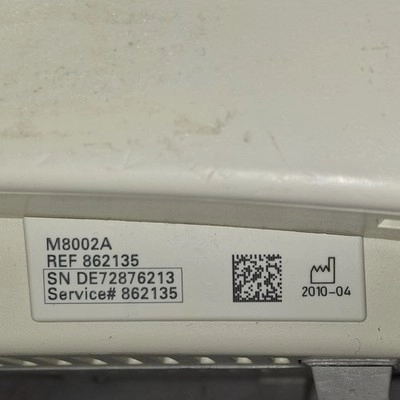 M8002A
REF 862135
SN DE72876213
Service# 862135
2010-04